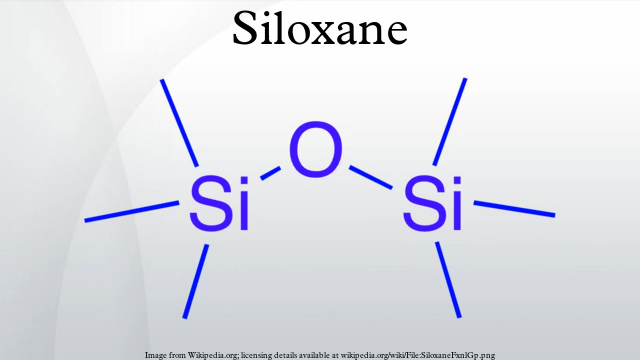 Siloxane
O
Si Si
Image from Wikipedia.org; licensing details available at wikipedia.org/wiki/File:SiloxaneFxnlGp.png